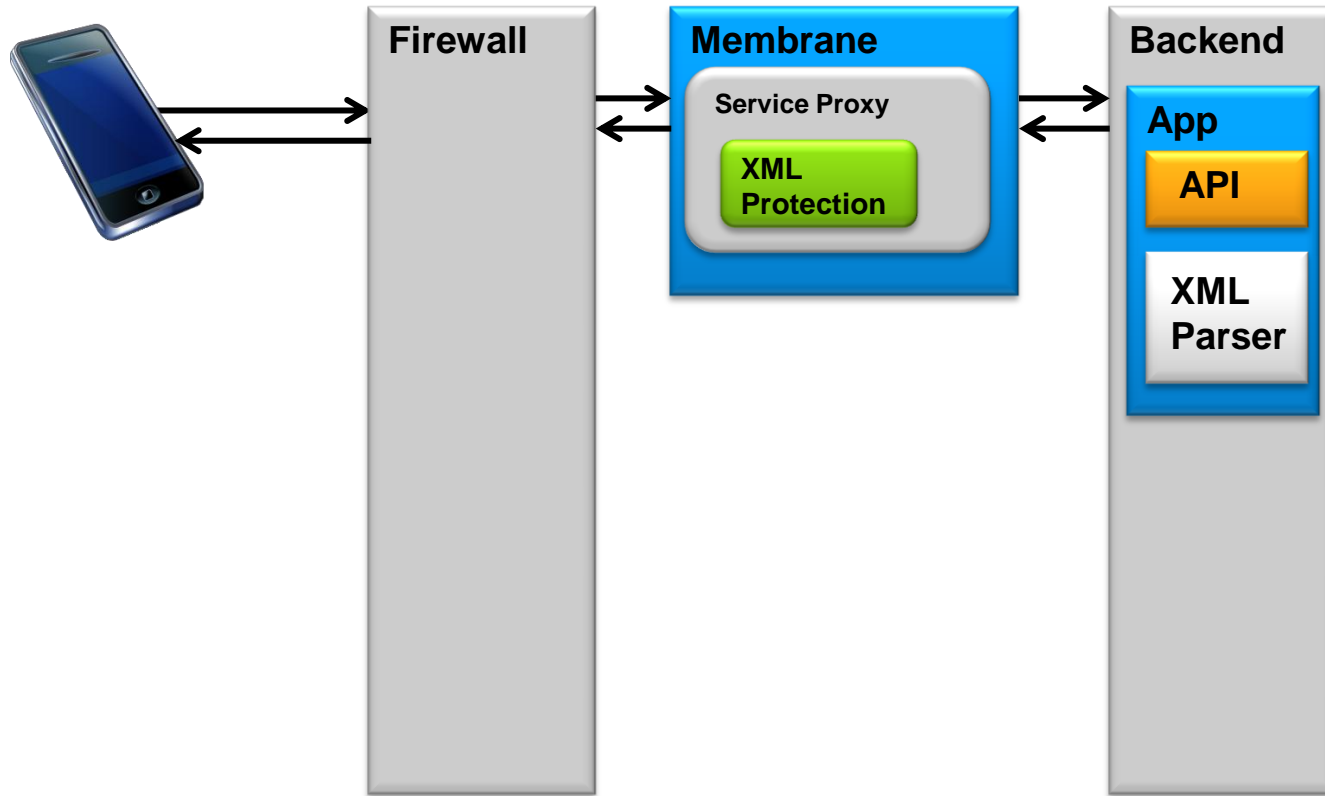 Firewall
Membrane
Service Proxy
XML
Protection
Backend
App
API
XML
Parser